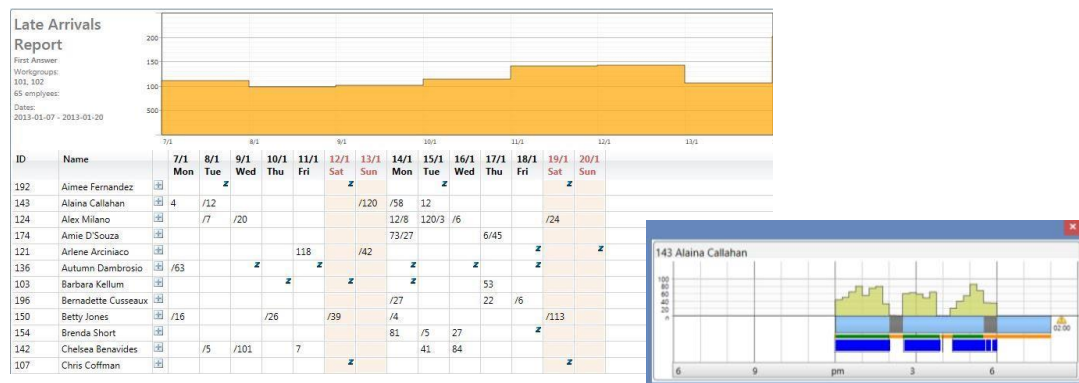 Late Arrivals
Report
First Answer
Workgroups:
101, 102
65 emplyees:
Dates:
2013-01-07 - 2013-01-20
200
150
100
500
7/1 8/1 9/1 10/1 11/1 12/1 13/1
ID Name 7/1 8/1 9/1 10/1 11/1 12/1 13/1 14/1 15/1 16/1 17/1 18/1 19/1 20/1
Mon Tue Wed Thu Fri Sat Sun Mon Tue Wed Thu Fri Sat Sun
192 Aimee Fernandez z z z z
143 Alaina Callahan 4 /12 /120 /58 12
124 Alex Milano /7 /20 12/8 120/3 /6 /24
174 Amie D'Souza 73/27 6/45
121 Arlene Arciniaco 118 /42 z z
136 Autumn Dambrosio /63 z z z z z
103 Barbara Kellum z z z 53
196 Bernadette Cusseaux /27 22 /6
150 Betty Jones /16 /26 /39 /4 /113
154 Brenda Short 81 /5 27 z
142 Chelsea Benavides /5 /101 7 41 84
107 Chris Coffman z z
143 Alaina Callahan
100
80
60
40
20
02:00
6 9 pm 3 6